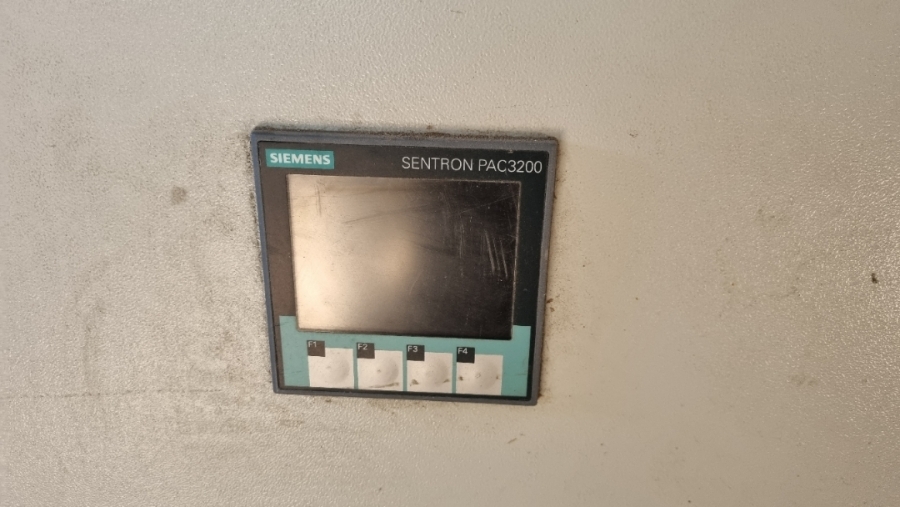 SIEMENS
SENTRON PAC3200
F1
F2
F3
F4